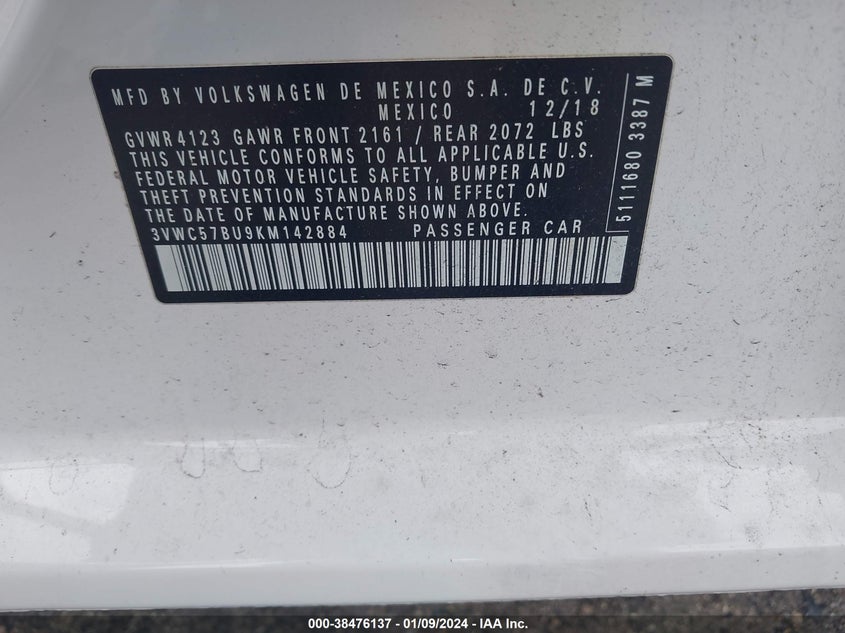 MFD BY VOLKSWAGEN DE MEXICO S.A. DE C.V.
MEXICO 12/18
GVWR 4123 GAWR FRONT 2161 / REAR 2072 LBS
THIS VEHICLE CONFORMS TO ALL APPLICABLE U.S.
FEDERAL MOTOR VEHICLE SAFETY, BUMPER AND
THEFT PREVENTION STANDARDS IN EFFECT ON
THE DATE OF MANUFACTURE SHOWN ABOVE.
3VWC57BU9KM142884 PASSENGER CAR
5111680 3387 M
000-38476137 - 01/09/2024 - IAA Inc.